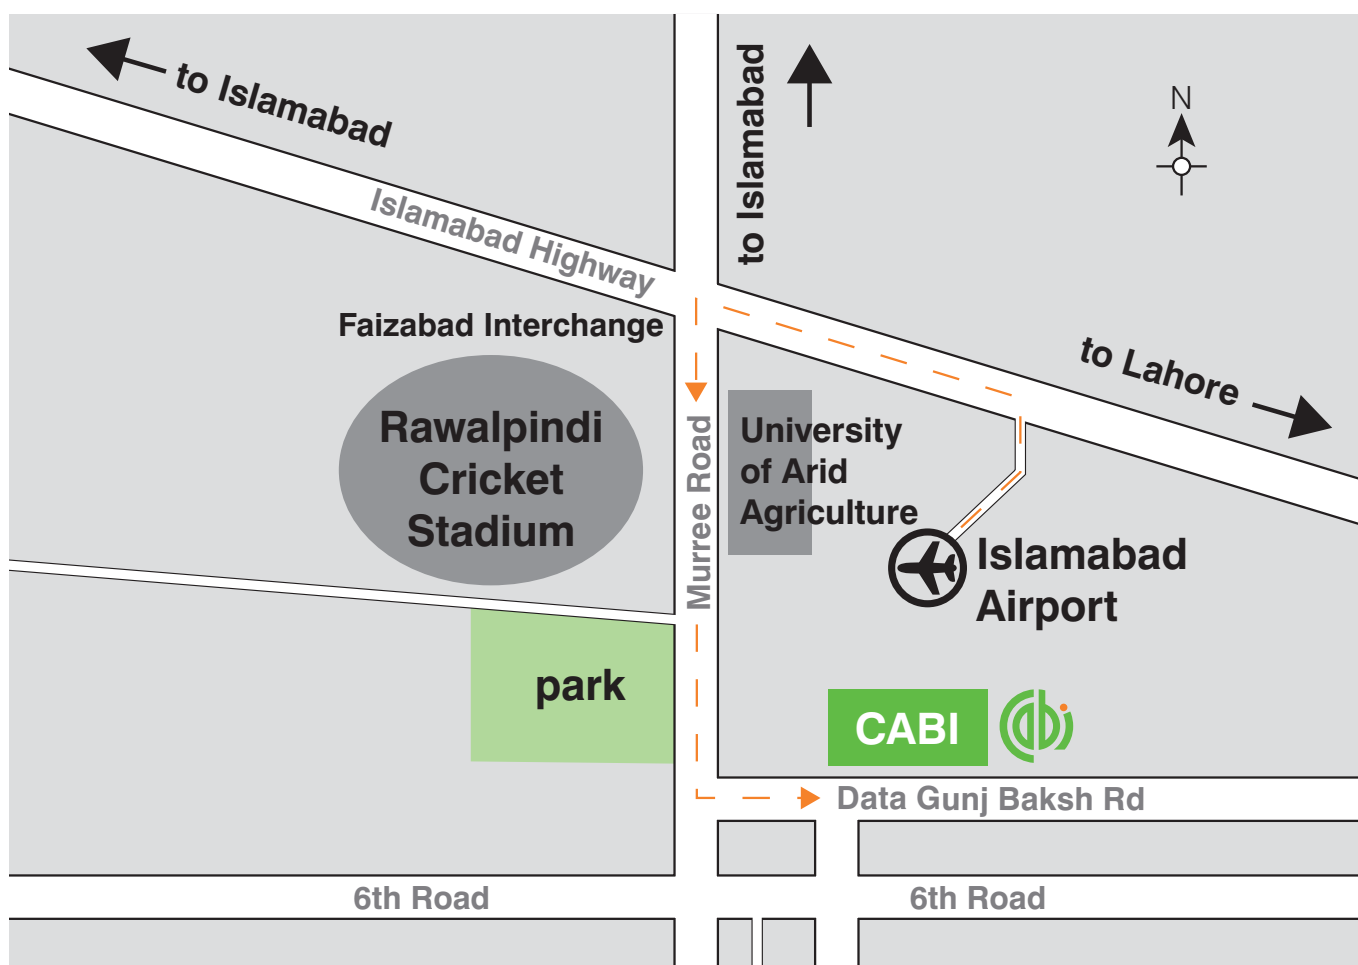 to Islamabad
to Islamabad
N
Islamabad Highway
Faizabad Interchange
to Lahore
Rawalpindi
Cricket
Stadium
Murree Road
University
of Arid
Agriculture
Islamabad
Airport
park
CABI
cabi
Data Gunj Baksh Rd
6th Road
6th Road